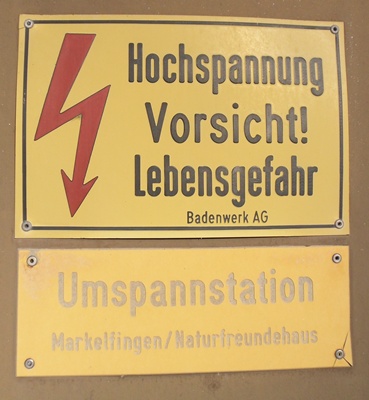 Hochspannung
Vorsicht!
Lebensgefahr
Badenwerk AG
Umspannstation
Markelfingen/Naturfreundehaus